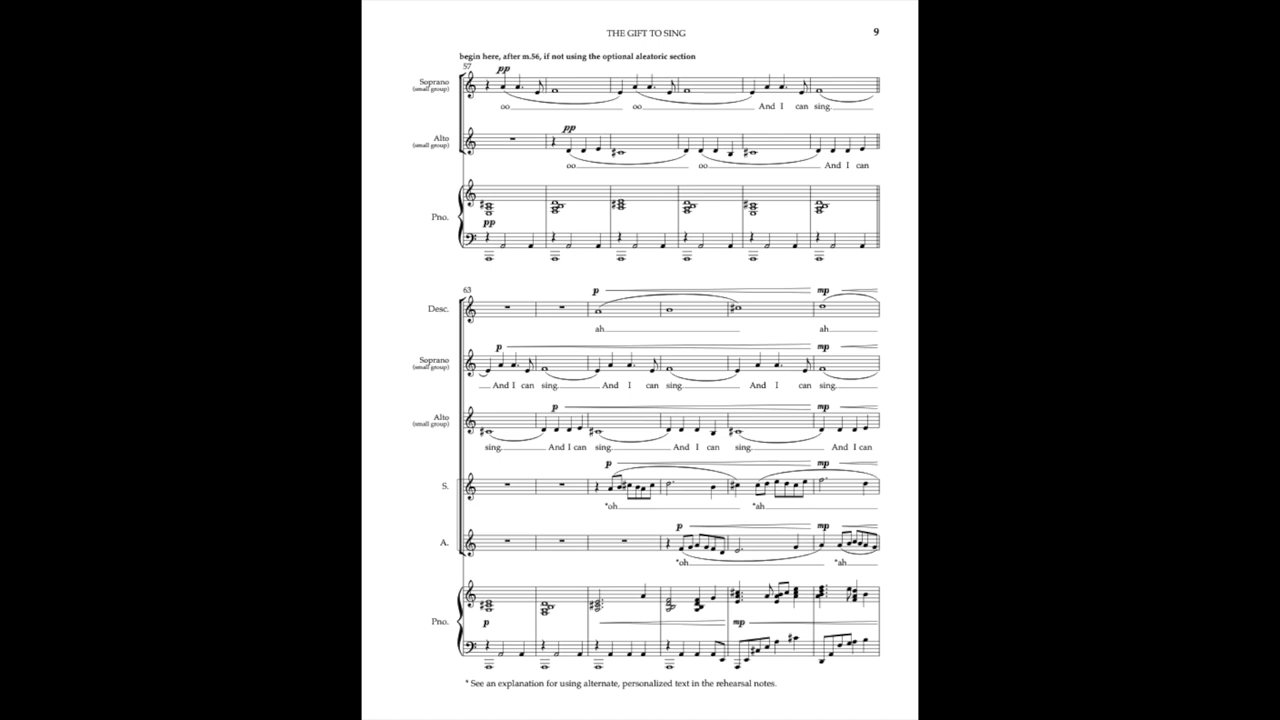 THE GIFT TO SING
9
begin here, after m.56, if not using the optional aleatoric section
57
pp
Soprano
(small group)
oo oo And I can sing.
pp
Alto
(small group)
oo oo And I can
Pno.
pp
63
p mp
Desc.
ah ah
p mp
Soprano
(small group)
And I can sing. And I can sing. And I can sing.
p mp
Alto
(small group)
sing. And I can sing. And I can sing. And I can
p mp
S.
*oh *ah
p mp
A.
*oh *ah
Pno.
p mp
* See an explanation for using alternate, personalized text in the rehearsal notes.